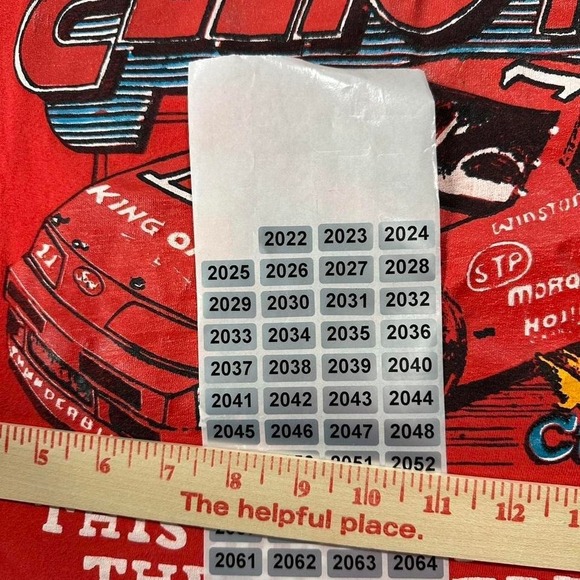 KING OF
11
STP
WINSTON
2022 2023 2024
2025 2026 2027 2028
2029 2030 2031 2032
2033 2034 2035 2036
2037 2038 2039 2040
2041 2042 2043 2044
2045 2046 2047 2048
2051 2052
5 6 7 8 9 10 11 12
The helpful place.
THIS
2061 2062 2063 2064